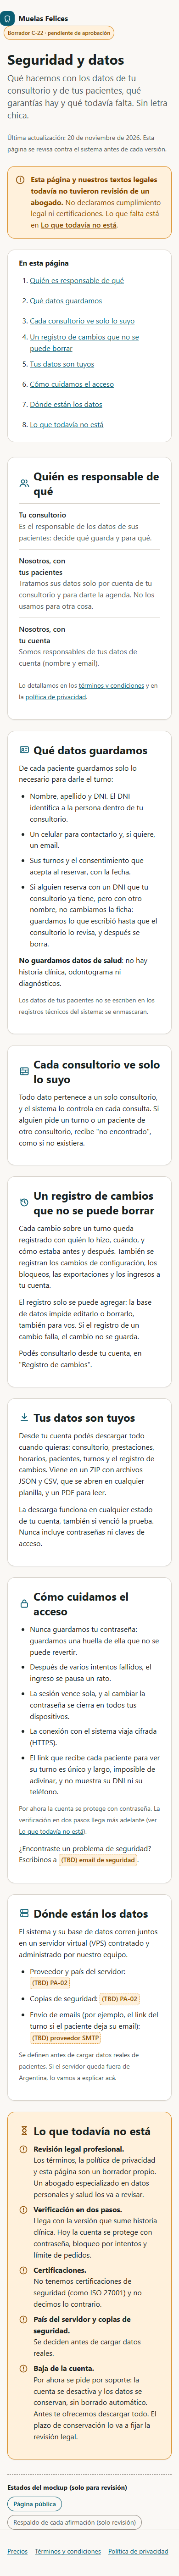 Muelas Felices
Borrador C-22 · pendiente de aprobación
Seguridad y datos
Qué hacemos con los datos de tu
consultorio y de tus pacientes, qué
garantías hay y qué todavía falta. Sin letra
chica.
Última actualización: 20 de noviembre de 2026. Esta
página se revisa contra el sistema antes de cada versión.
Esta página y nuestros textos legales
todavía no tuvieron revisión de un
abogado. No declaramos cumplimiento
legal ni certificaciones. Lo que falta está
en Lo que todavía no está.
En esta página
1. Quién es responsable de qué
2. Qué datos guardamos
3. Cada consultorio ve solo lo suyo
4. Un registro de cambios que no se
puede borrar
5. Tus datos son tuyos
6. Cómo cuidamos el acceso
7. Dónde están los datos
8. Lo que todavía no está
Quién es responsable de
qué
Tu consultorio
Es el responsable de los datos de sus
pacientes: decide qué guarda y para qué.
Nosotros, con
tus pacientes
Tratamos sus datos solo por cuenta de tu
consultorio y para darte la agenda. No los
usamos para otra cosa.
Nosotros, con
tu cuenta
Somos responsables de tus datos de
cuenta (nombre y email).
Lo detallamos en los términos y condiciones y en
la política de privacidad.
Qué datos guardamos
De cada paciente guardamos solo lo
necesario para darle el turno:
• Nombre, apellido y DNI. El DNI
identifica a la persona dentro de tu
consultorio.
• Un celular para contactarlo y, si quiere,
un email.
• Sus turnos y el consentimiento que
acepta al reservar, con la fecha.
• Si alguien reserva con un DNI que tu
consultorio ya tiene, pero con otro
nombre, no cambiamos la ficha:
guardamos lo que escribió hasta que el
consultorio lo revisa, y después se
borra.
No guardamos datos de salud: no hay
historia clínica, odontograma ni
diagnósticos.
Los datos de tus pacientes no se escriben en los
registros técnicos del sistema: se enmascaran.
Cada consultorio ve solo
lo suyo
Todo dato pertenece a un solo consultorio,
y el sistema lo controla en cada consulta. Si
alguien pide un turno o un paciente de
otro consultorio, recibe "no encontrado",
como si no existiera.
Un registro de cambios
que no se puede borrar
Cada cambio sobre un turno queda
registrado con quién lo hizo, cuándo, y
cómo estaba antes y después. También se
registran los cambios de configuración, los
bloqueos, las exportaciones y los ingresos a
tu cuenta.
El registro solo se puede agregar: la base
de datos impide editarlo o borrarlo,
también para vos. Si el registro de un
cambio falla, el cambio no se guarda.
Podés consultarlo desde tu cuenta, en
"Registro de cambios".
Tus datos son tuyos
Desde tu cuenta podés descargar todo
cuando quieras: consultorio, prestaciones,
horarios, pacientes, turnos y el registro de
cambios. Viene en un ZIP con archivos
JSON y CSV, que se abren en cualquier
planilla, y un PDF para leer.
La descarga funciona en cualquier estado
de tu cuenta, también si venció la prueba.
Nunca incluye contraseñas ni claves de
acceso.
Cómo cuidamos el
acceso
• Nunca guardamos tu contraseña:
guardamos una huella de ella que no se
puede revertir.
• Después de varios intentos fallidos, el
ingreso se pausa un rato.
• La sesión vence sola, y al cambiar la
contraseña se cierra en todos tus
dispositivos.
• La conexión con el sistema viaja cifrada
(HTTPS).
• El link que recibe cada paciente para ver
su turno es único y largo, imposible de
adivinar, y no muestra su DNI ni su
teléfono.
Por ahora la cuenta se protege con contraseña. La
verificación en dos pasos llega más adelante (ver
Lo que todavía no está).
¿Encontraste un problema de seguridad?
Escribinos a (TBD) email de seguridad.
Dónde están los datos
El sistema y su base de datos corren juntos
en un servidor virtual (VPS) contratado y
administrado por nuestro equipo.
• Proveedor y país del servidor:
(TBD) PA-02
• Copias de seguridad: (TBD) PA-02
• Envío de emails (por ejemplo, el link del
turno si el paciente deja su email):
(TBD) proveedor SMTP
Se definen antes de cargar datos reales de
pacientes. Si el servidor queda fuera de
Argentina, lo vamos a explicar acá.
Lo que todavía no está
Revisión legal profesional.
Los términos, la política de privacidad
y esta página son un borrador propio.
Un abogado especializado en datos
personales y salud los va a revisar.
Verificación en dos pasos.
Llega con la versión que sume historia
clínica. Hoy la cuenta se protege con
contraseña, bloqueo por intentos y
límite de pedidos.
Certificaciones.
No tenemos certificaciones de
seguridad (como ISO 27001) y no
decimos lo contrario.
País del servidor y copias de
seguridad.
Se deciden antes de cargar datos
reales.
Baja de la cuenta.
Por ahora se pide por soporte: la
cuenta se desactiva y los datos se
conservan, sin borrado automático.
Antes te ofrecemos descargar todo. El
plazo de conservación lo va a fijar la
revisión legal.
Estados del mockup (solo para revisión)
Página pública
Respaldo de cada afirmación (solo revisión)
Precios Términos y condiciones Política de privacidad